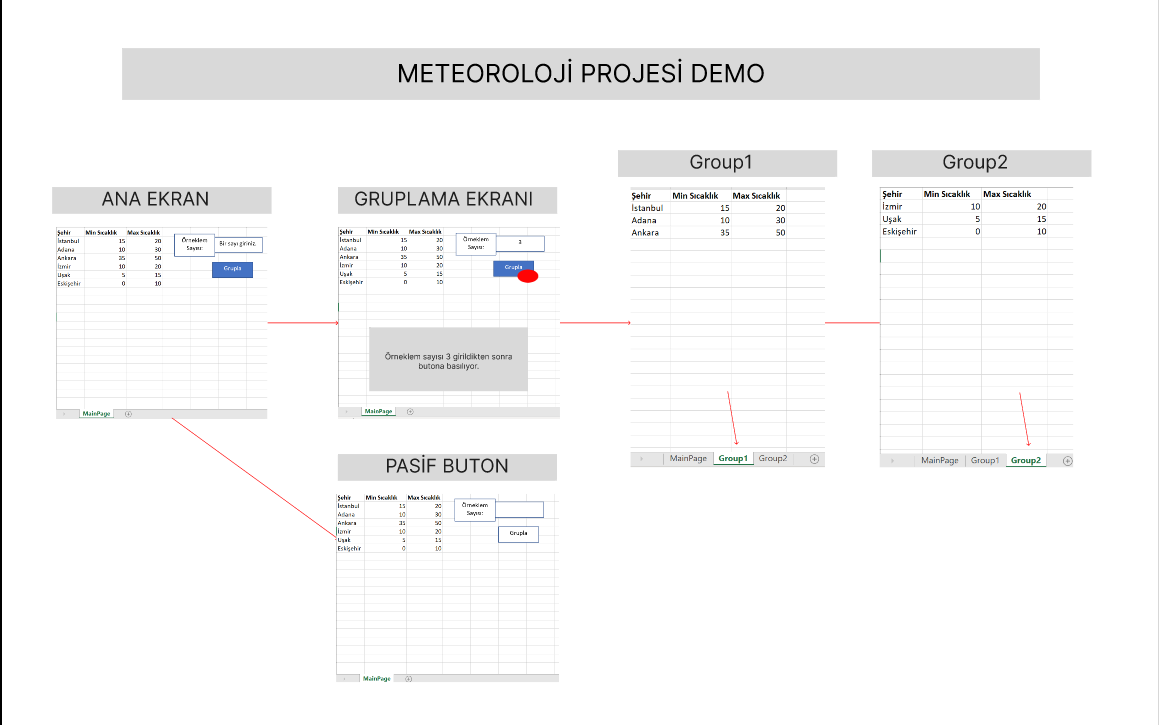 METEOROLOJİ PROJESİ DEMO
ANA EKRAN
Şehir Min Sıcaklık Max Sıcaklık
İstanbul 15 20
Adana 10 30
Ankara 35 50
İzmir 10 20
Uşak 5 15
Eskişehir 0 10
Örneklem
Sayısı:
Bir sayı giriniz.
Grupla
MainPage
GRUPLAMA EKRANI
Şehir Min Sıcaklık Max Sıcaklık
İstanbul 15 20
Adana 10 30
Ankara 35 50
İzmir 10 20
Uşak 5 15
Eskişehir 0 10
Örneklem
Sayısı:
3
Grupla
Örneklem sayısı 3 girildikten sonra
butona basılıyor.
MainPage
Group1
Şehir Min Sıcaklık Max Sıcaklık
İstanbul 15 20
Adana 10 30
Ankara 35 50
MainPage Group1 Group2
Group2
Şehir Min Sıcaklık Max Sıcaklık
İzmir 10 20
Uşak 5 15
Eskişehir 0 10
MainPage Group1 Group2
PASİF BUTON
Şehir Min Sıcaklık Max Sıcaklık
İstanbul 15 20
Adana 10 30
Ankara 35 50
İzmir 10 20
Uşak 5 15
Eskişehir 0 10
Örneklem
Sayısı:
Grupla
MainPage